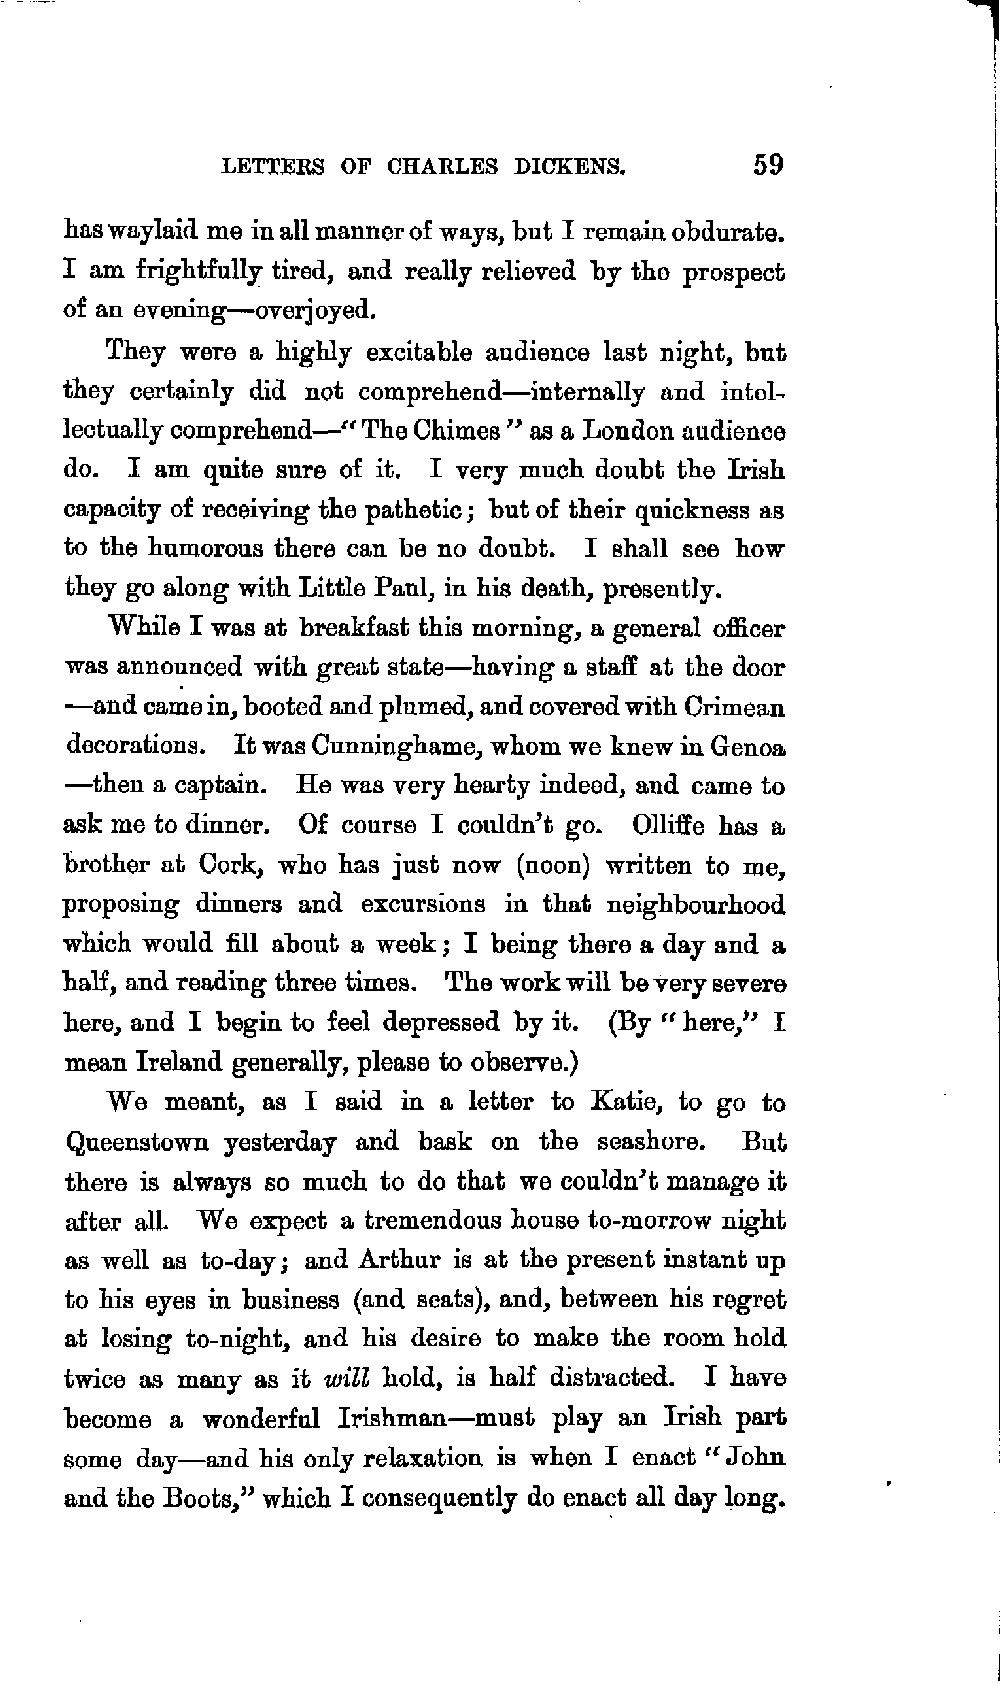 LETTERS OF CHARLES DICKENS. 59
has waylaid me in all manner of ways, but I remain obdurate.
I am frightfully tired, and really relieved by the prospect
of an evening—overjoyed.
They were a highly excitable audience last night, but
they certainly did not comprehend—internally and intel-
lectually comprehend—“The Chimes” as a London audience
do. I am quite sure of it. I very much doubt the Irish
capacity of receiving the pathetic; but of their quickness as
to the humorous there can be no doubt. I shall see how
they go along with Little Paul, in his death, presently.
While I was at breakfast this morning, a general officer
was announced with great state—having a staff at the door
—and came in, booted and plumed, and covered with Crimean
decorations. It was Cunninghame, whom we knew in Genoa
—then a captain. He was very hearty indeed, and came to
ask me to dinner. Of course I couldn’t go. Olliffe has a
brother at Cork, who has just now (noon) written to me,
proposing dinners and excursions in that neighbourhood
which would fill about a week; I being there a day and a
half, and reading three times. The work will be very severe
here, and I begin to feel depressed by it. (By “here,” I
mean Ireland generally, please to observe.)
We meant, as I said in a letter to Katie, to go to
Queenstown yesterday and bask on the seashore. But
there is always so much to do that we couldn’t manage it
after all. We expect a tremendous house to-morrow night
as well as to-day; and Arthur is at the present instant up
to his eyes in business (and seats), and, between his regret
at losing to-night, and his desire to make the room hold
twice as many as it will hold, is half distracted. I have
become a wonderful Irishman—must play an Irish part
some day—and his only relaxation is when I enact “John
and the Boots,” which I consequently do enact all day long.